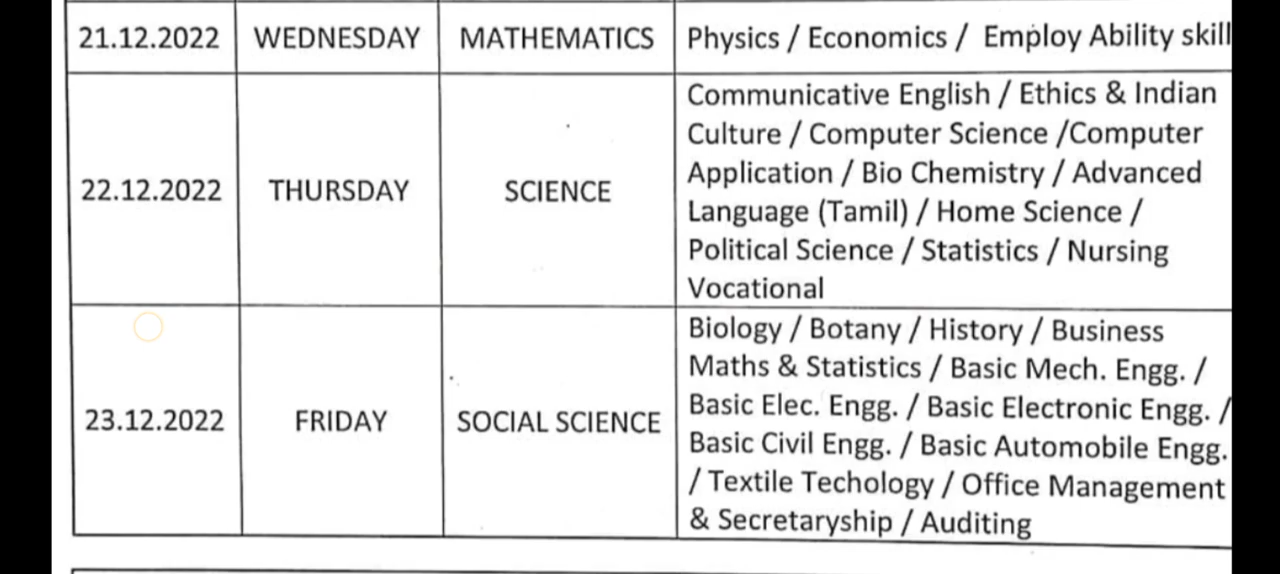 21.12.2022 WEDNESDAY MATHEMATICS Physics / Economics / Employ Ability skill
Communicative English / Ethics & Indian
Culture / Computer Science /Computer
Application / Bio Chemistry / Advanced
22.12.2022 THURSDAY SCIENCE Language (Tamil) / Home Science /
Political Science / Statistics / Nursing
Vocational
Biology / Botany / History / Business
Maths & Statistics / Basic Mech. Engg. /
23.12.2022 FRIDAY SOCIAL SCIENCE Basic Elec. Engg. / Basic Electronic Engg. /
Basic Civil Engg. / Basic Automobile Engg.
/ Textile Techology / Office Management
& Secretaryship / Auditing